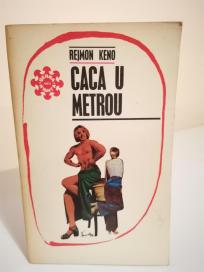 REJMON KENO
CACA U
METROU